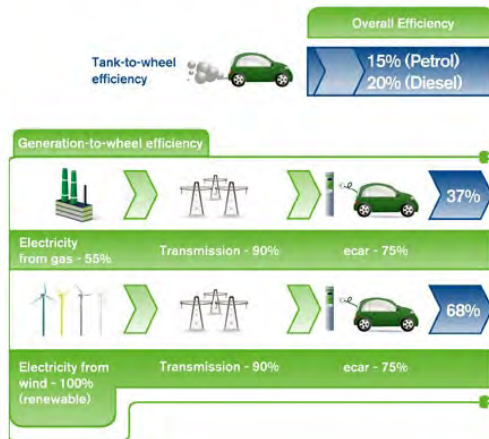 Overall Efficiency
Tank-to-wheel
efficiency
15% (Petrol)
20% (Diesel)
Generation-to-wheel efficiency
37%
Electricity
from gas - 55%
Transmission - 90%
ecar - 75%
68%
Electricity from
wind - 100%
(renewable)
Transmission - 90%
ecar - 75%